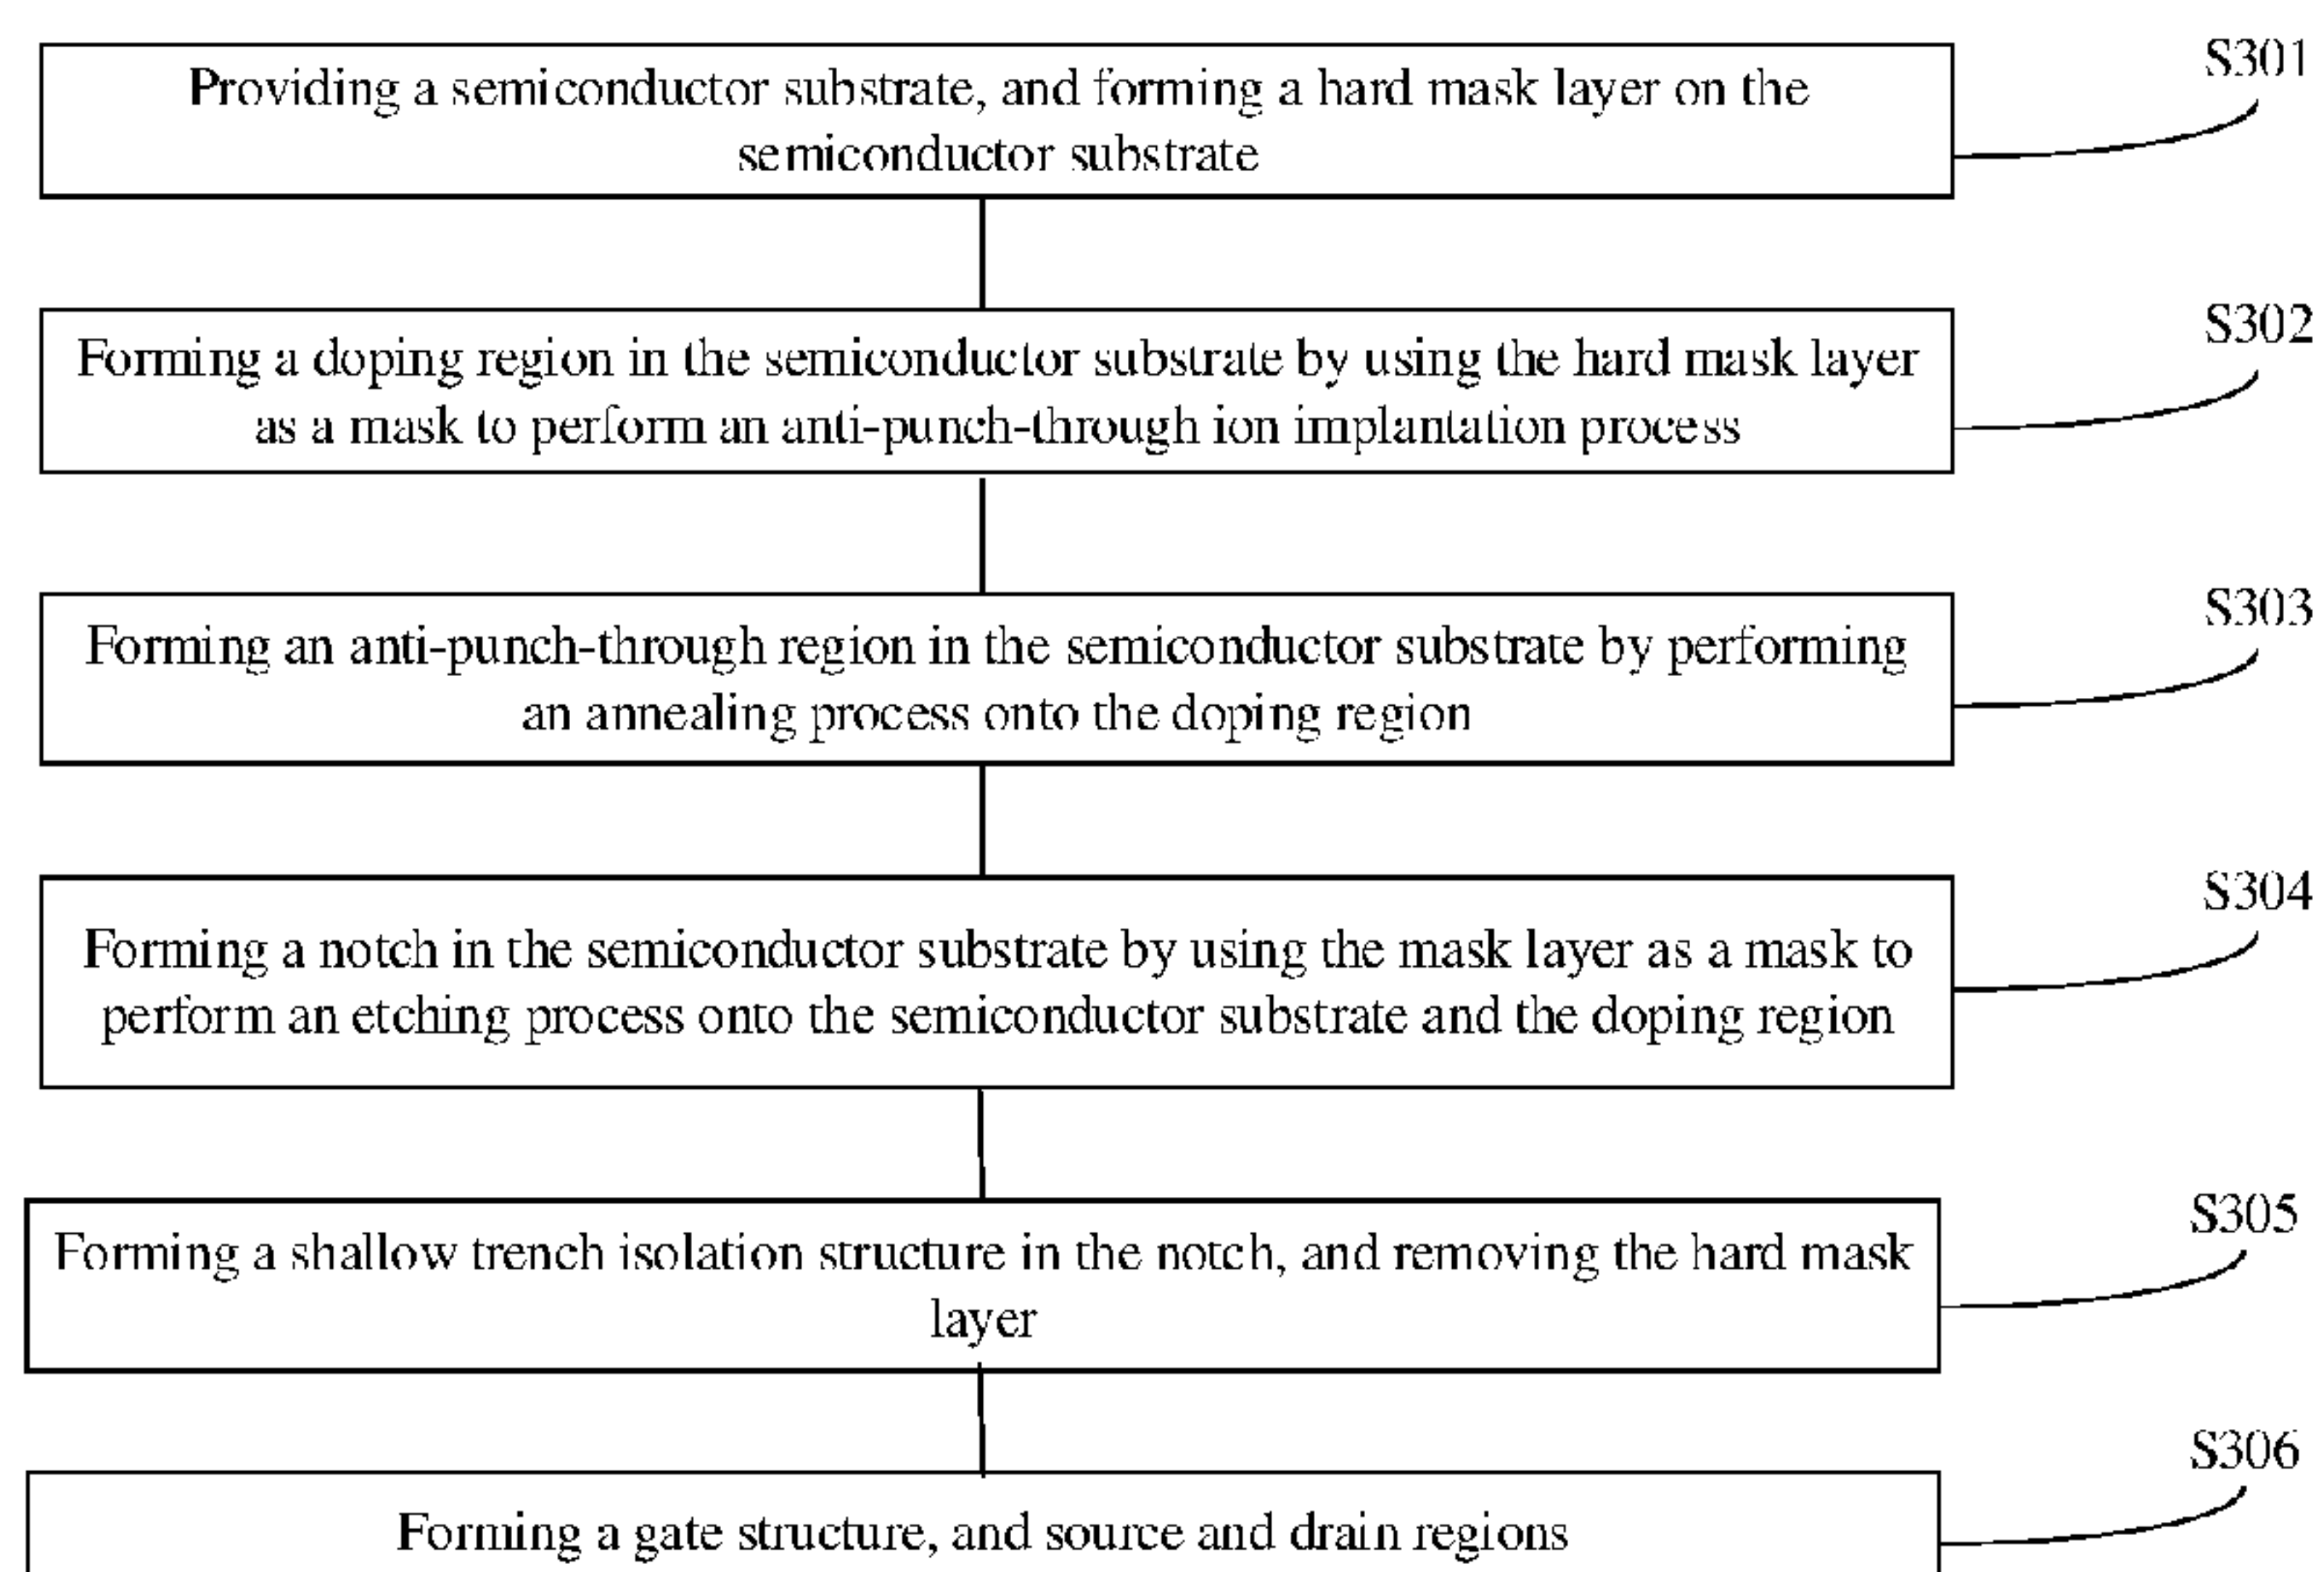 Providing a semiconductor substrate, and forming a hard mask layer on the
semiconductor substrate
S301
Forming a doping region in the semiconductor substrate by using the hard mask layer
as a mask to perform an anti-punch-through ion implantation process
S302
Forming an anti-punch-through region in the semiconductor substrate by performing
an annealing process onto the doping region
S303
Forming a notch in the semiconductor substrate by using the mask layer as a mask to
perform an etching process onto the semiconductor substrate and the doping region
S304
Forming a shallow trench isolation structure in the notch, and removing the hard mask
layer
S305
Forming a gate structure, and source and drain regions
S306